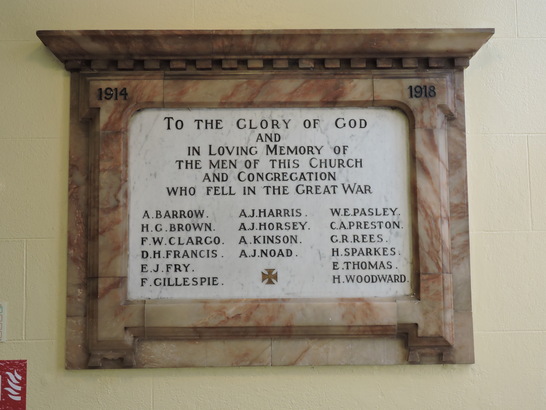 1914 1918
TO THE GLORY OF GOD
AND
IN LOVING MEMORY OF
THE MEN OF THIS CHURCH
AND CONGREGATION
WHO FELL IN THE GREAT WAR
A.BARROW.
H.G.BROWN.
F.W.CLARGO.
D.H.FRANCIS.
E.J.FRY.
F.GILLESPIE.
A.J.HARRIS.
A.J.HORSEY.
A.KINSON.
A.J.NOAD.
W.E.PASLEY.
C.A.PRESTON.
G.R.REES.
H.SPARKES.
E.THOMAS.
H.WOODWARD.